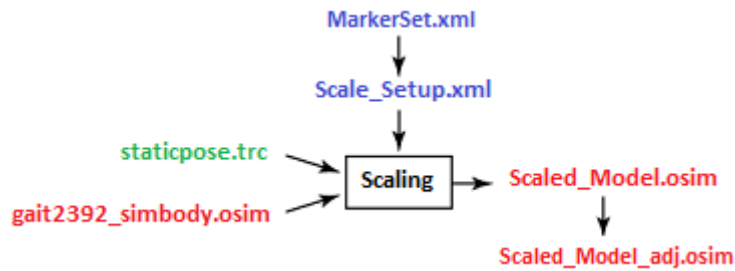 MarkerSet.xml
Scale_Setup.xml
staticpose.trc
Scaling
Scaled_Model.osim
gait2392_simbody.osim
Scaled_Model_adj.osim